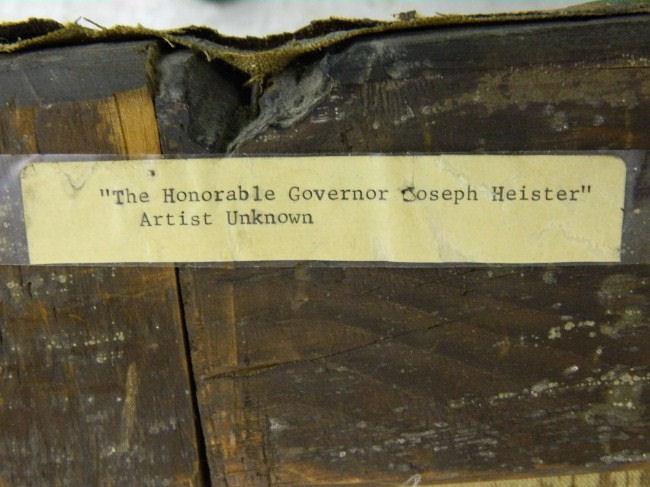 "The Honorable Governor Joseph Heister"
Artist Unknown